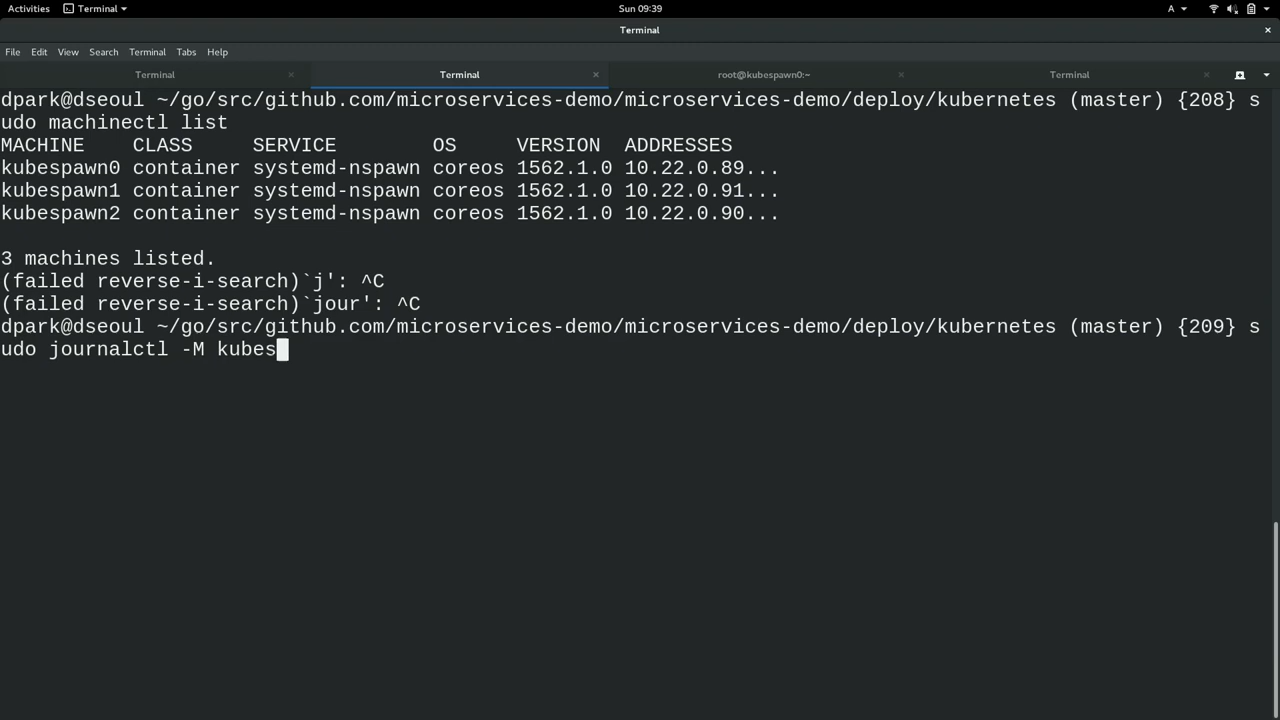 Activities Terminal Sun 09:39 A
Terminal
File Edit View Search Terminal Tabs Help
Terminal Terminal root@kubespawn0:~ Terminal
dpark@dseoul ~/go/src/github.com/microservices-demo/microservices-demo/deploy/kubernetes (master) {208} s
udo machinectl list
MACHINE CLASS SERVICE OS VERSION ADDRESSES
kubespawn0 container systemd-nspawn coreos 1562.1.0 10.22.0.89...
kubespawn1 container systemd-nspawn coreos 1562.1.0 10.22.0.91...
kubespawn2 container systemd-nspawn coreos 1562.1.0 10.22.0.90...
3 machines listed.
(failed reverse-i-search)`j': ^C
(failed reverse-i-search)`jour': ^C
dpark@dseoul ~/go/src/github.com/microservices-demo/microservices-demo/deploy/kubernetes (master) {209} s
udo journalctl -M kubes